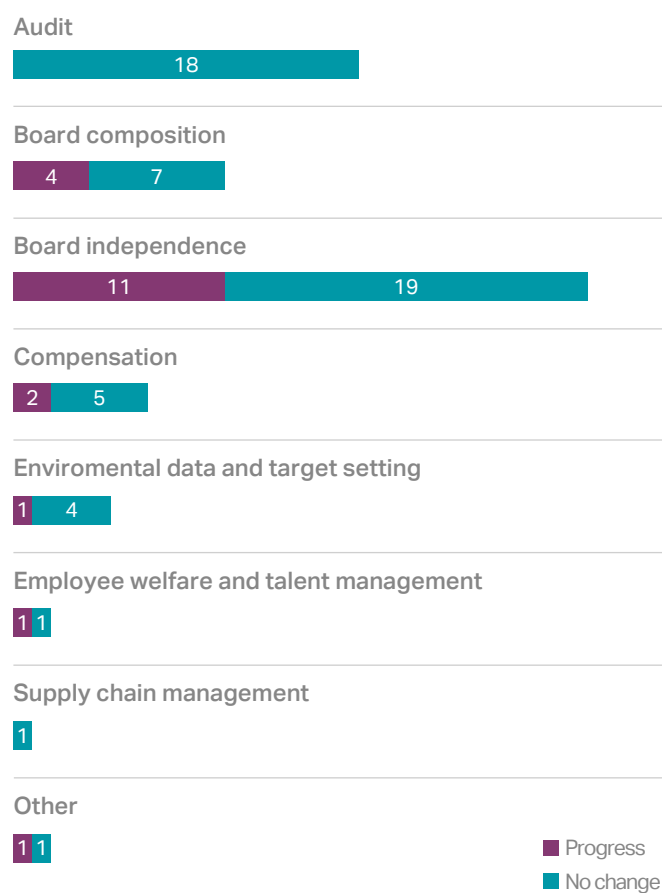 Audit
18
Board composition
4 7
Board independence
11 19
Compensation
2 5
Enviromental data and target setting
1 4
Employee welfare and talent management
1 1
Supply chain management
1
Other
1 1
Progress
No change